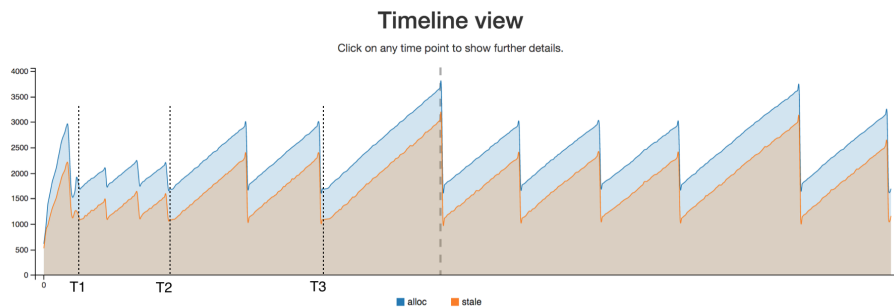 Timeline view
Click on any time point to show further details.
4000
3500
3000
2500
2000
1500
1000
500
0
0
T1
T2
T3
alloc
stale